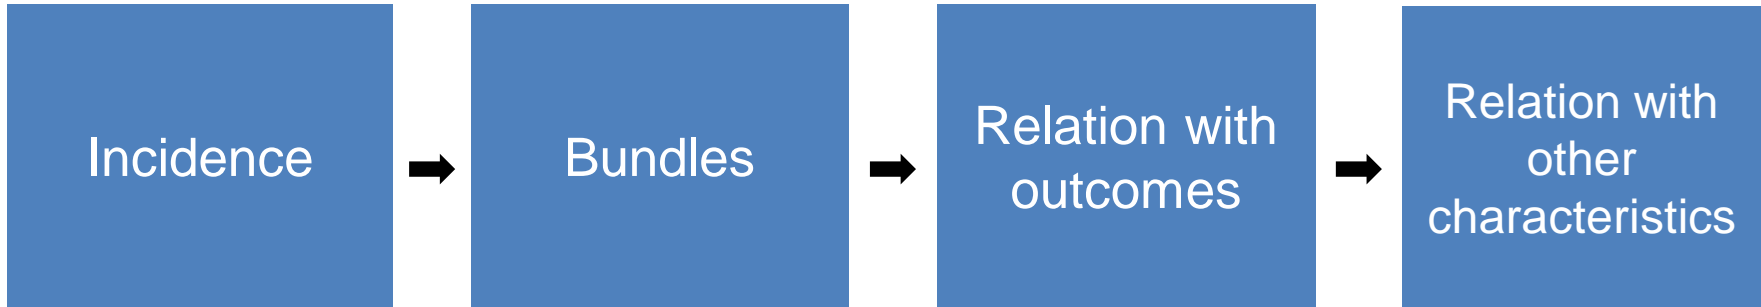 Incidence
Bundles
Relation with
outcomes
Relation with
other
characteristics